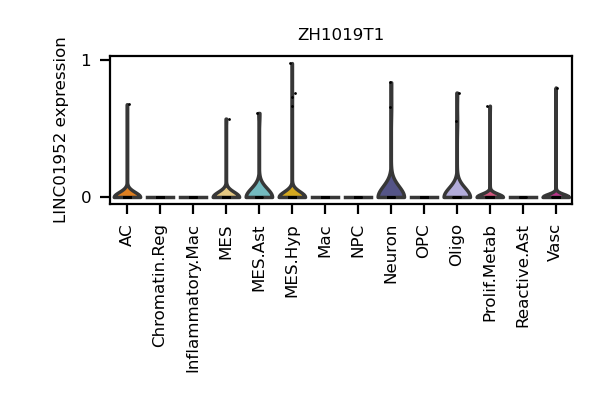 ZH1019T1
LINC01952 expression
1
0
AC
Chromatin.Reg
Inflammatory.Mac
MES
MES.Ast
MES.Hyp
Mac
NPC
Neuron
OPC
Oligo
Prolif.Metab
Reactive.Ast
Vasc